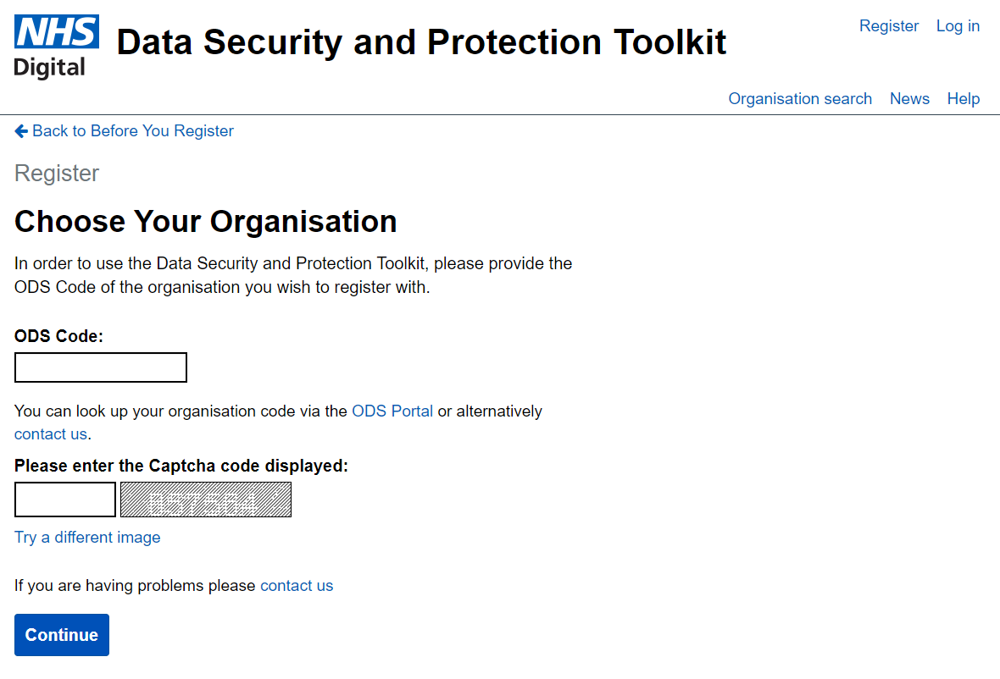 NHS
Digital
Data Security and Protection Toolkit
Register Log in
Organisation search News Help
Back to Before You Register
Register
Choose Your Organisation
In order to use the Data Security and Protection Toolkit, please provide the
ODS Code of the organisation you wish to register with.
ODS Code:
You can look up your organisation code via the ODS Portal or alternatively
contact us.
Please enter the Captcha code displayed:
Try a different image
If you are having problems please contact us
Continue